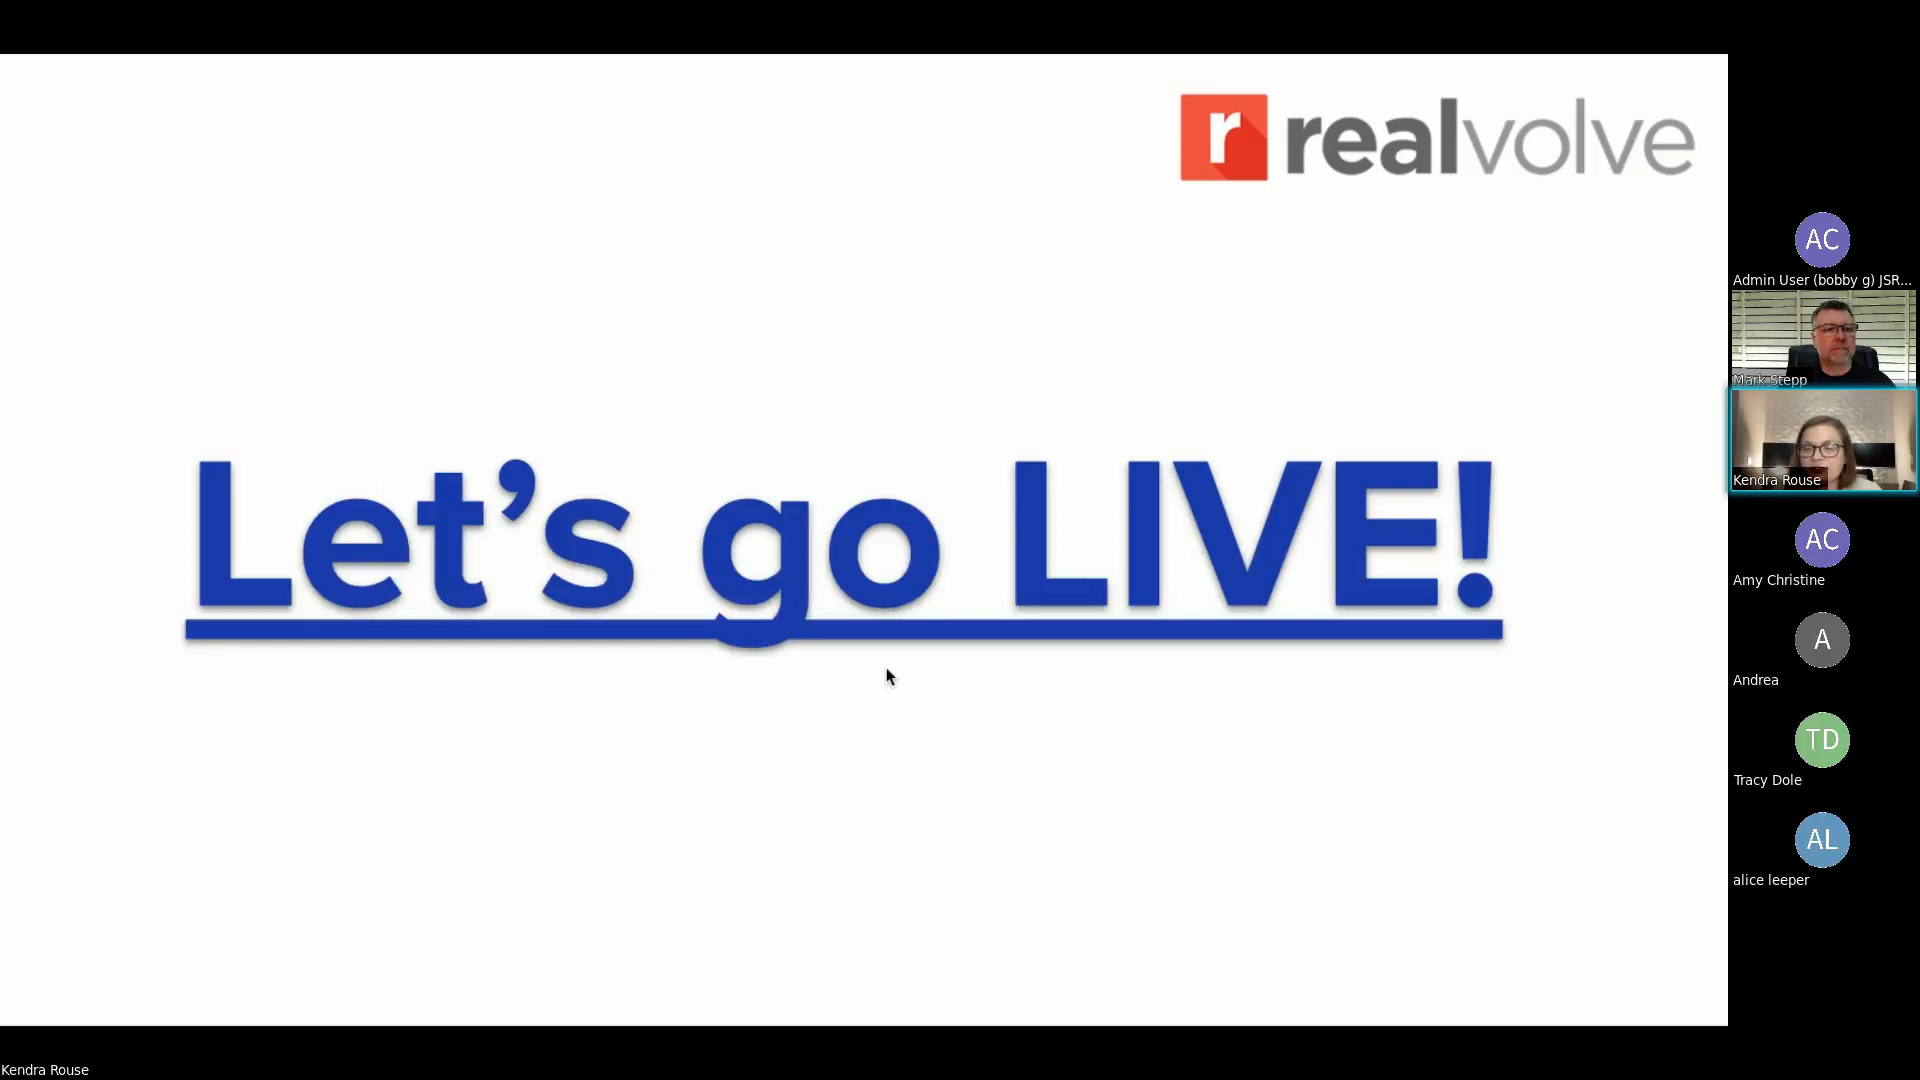 r realvolve
Let’s go LIVE!
AC
Admin User (bobby g) JSR...
Mark Stepp
Kendra Rouse
AC
Amy Christine
A
Andrea
TD
Tracy Dole
AL
alice leeper
Kendra Rouse